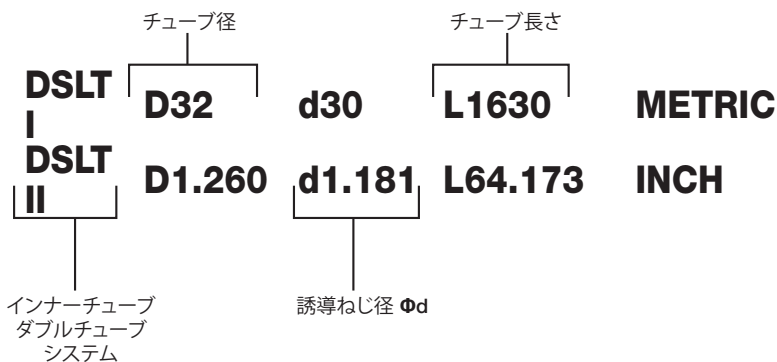 チューブ径 チューブ長さ
DSLT I D32 d30 L1630 METRIC
DSLT II D1.260 d1.181 L64.173 INCH
インナーチューブ 誘導ねじ径 Φd
ダブルチューブ
システム